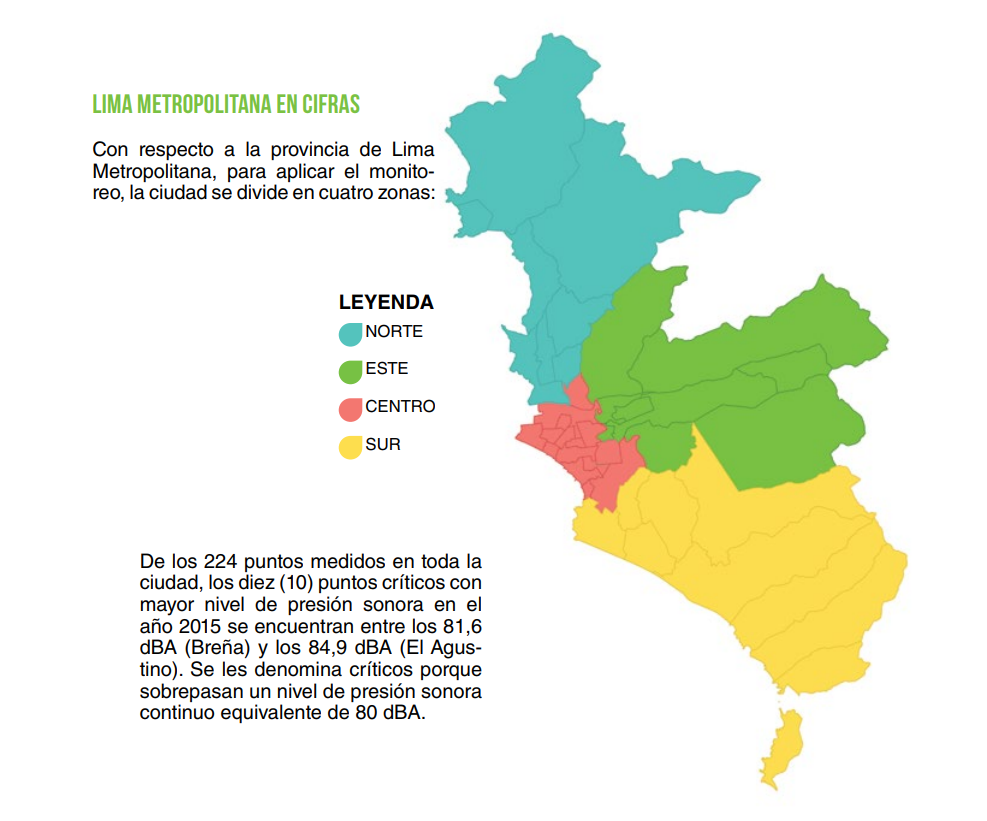 LIMA METROPOLITANA EN CIFRAS
Con respecto a la provincia de Lima
Metropolitana, para aplicar el monito-
reo, la ciudad se divide en cuatro zonas:
LEYENDA
NORTE
ESTE
CENTRO
SUR
De los 224 puntos medidos en toda la
ciudad, los diez (10) puntos críticos con
mayor nivel de presión sonora en el
año 2015 se encuentran entre los 81,6
dBA (Breña) y los 84,9 dBA (El Agus-
tino). Se les denomina críticos porque
sobrepasan un nivel de presión sonora
continuo equivalente de 80 dBA.